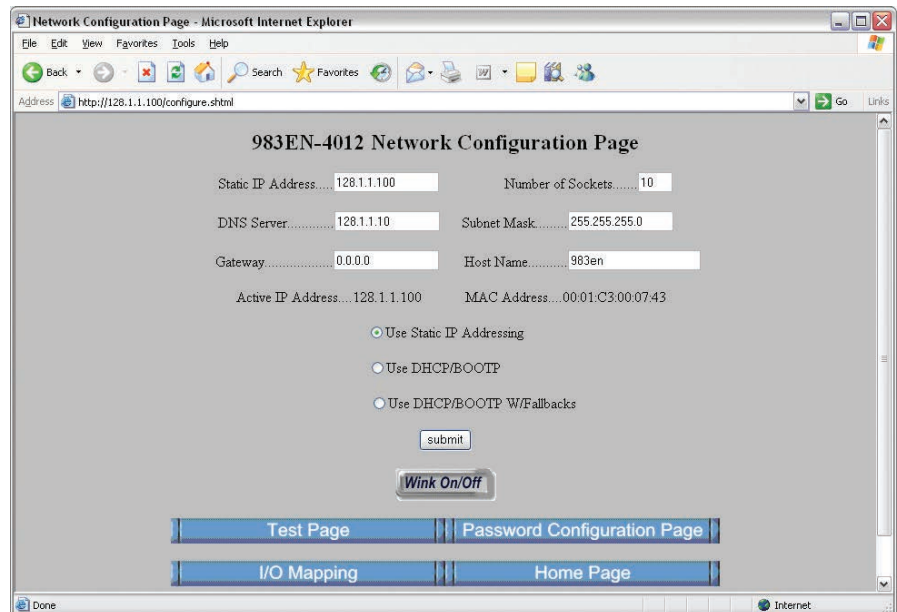 Network Configuration Page - Microsoft Internet Explorer
File Edit View Favorites Tools Help
Back Search Favorites
Address http://128.1.1.100/configure.shtml Go Links
983EN-4012 Network Configuration Page
Static IP Address..... 128.1.1.100 Number of Sockets....... 10
DNS Server............. 128.1.1.10 Subnet Mask......... 255.255.255.0
Gateway................... 0.0.0.0 Host Name........... 983en
Active IP Address....128.1.1.100 MAC Address....00:01:C3:00:07:43
Use Static IP Addressing
Use DHCP/BOOTP
Use DHCP/BOOTP W/Fallbacks
submit
Wink On/Off
Test Page Password Configuration Page
I/O Mapping Home Page
Done Internet